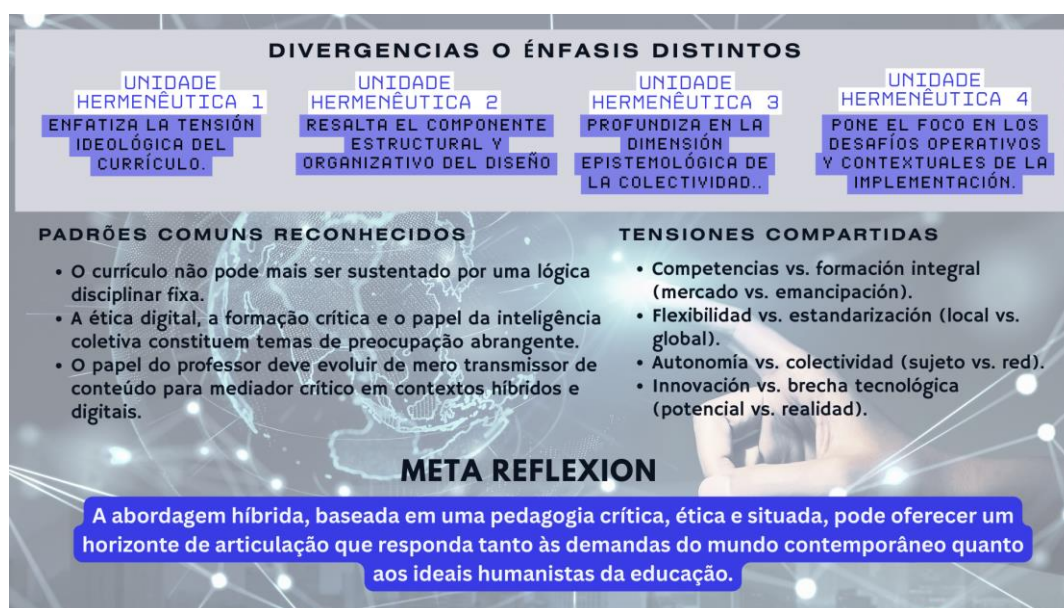 DIVERGENCIAS O ÉNFASIS DISTINTOS
UNIDADE
HERMENÊUTICA 1
ENFATIZA LA TENSIÓN
IDEOLÓGICA DEL
CURRÍCULO.
UNIDADE
HERMENÊUTICA 2
RESALTA EL COMPONENTE
ESTRUCTURAL Y
ORGANIZATIVO DEL DISEÑO
UNIDADE
HERMENÊUTICA 3
PROFUNDIZA EN LA
DIMENSIÓN
EPISTEMOLÓGICA DE
LA COLECTIVIDAD..
UNIDADE
HERMENÊUTICA 4
PONE EL FOCO EN LOS
DESAFÍOS OPERATIVOS
Y CONTEXTUALES DE LA
IMPLEMENTACIÓN.
PADRÕES COMUNS RECONHECIDOS
• O currículo não pode mais ser sustentado por uma lógica
disciplinar fixa.
• A ética digital, a formação crítica e o papel da inteligência
coletiva constituem temas de preocupação abrangente.
• O papel do professor deve evoluir de mero transmissor de
conteúdo para mediador crítico em contextos híbridos e
digitais.
TENSIONES COMPARTIDAS
• Competencias vs. formación integral
(mercado vs. emancipación).
• Flexibilidad vs. estandarización (local vs.
global).
• Autonomía vs. colectividad (sujeto vs. red).
• Innovación vs. brecha tecnológica
(potencial vs. realidad).
META REFLEXION
A abordagem híbrida, baseada em uma pedagogia crítica, ética e situada, pode oferecer um
horizonte de articulação que responda tanto às demandas do mundo contemporâneo quanto
aos ideais humanistas da educação.